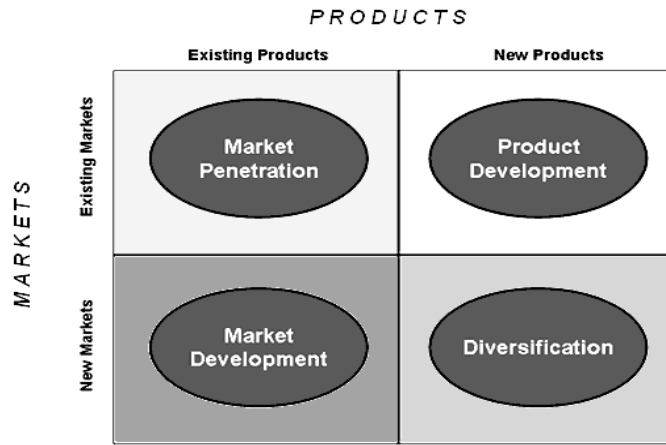 PRODUCTS
Existing Products
New Products
MARKETS
Existing Markets
Market
Penetration
Product
Development
New Markets
Market
Development
Diversification